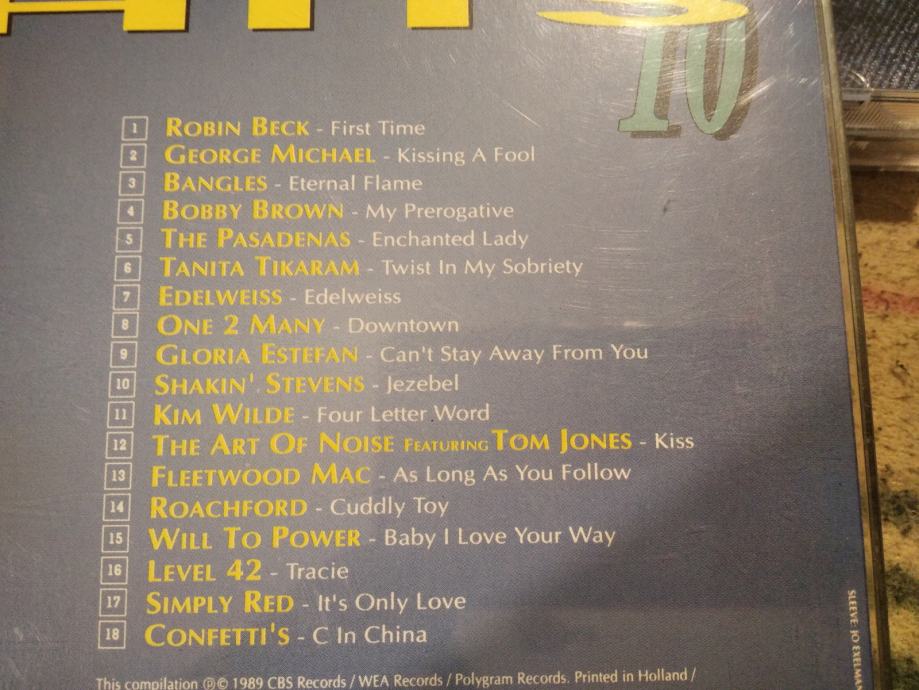 10
1 ROBIN BECK - First Time
2 GEORGE MICHAEL - Kissing A Fool
3 BANGLES - Eternal Flame
4 BOBBY BROWN - My Prerogative
5 THE PASADENAS - Enchanted Lady
6 TANITA TIKARAM - Twist In My Sobriety
7 EDELWEISS - Edelweiss
8 ONE 2 MANY - Downtown
9 GLORIA ESTEFAN - Can't Stay Away From You
10 SHAKIN' STEVENS - Jezebel
11 KIM WILDE - Four Letter Word
12 THE ART OF NOISE FEATURING TOM JONES - Kiss
13 FLEETWOOD MAC - As Long As You Follow
14 ROACHFORD - Cuddly Toy
15 WILL TO POWER - Baby I Love Your Way
16 LEVEL 42 - Tracie
17 SIMPLY RED - It's Only Love
18 CONFETTI'S - C In China
This compilation ℗© 1989 CBS Records / WEA Records / Polygram Records. Printed in Holland /
SLEEVE: JO EXELMA